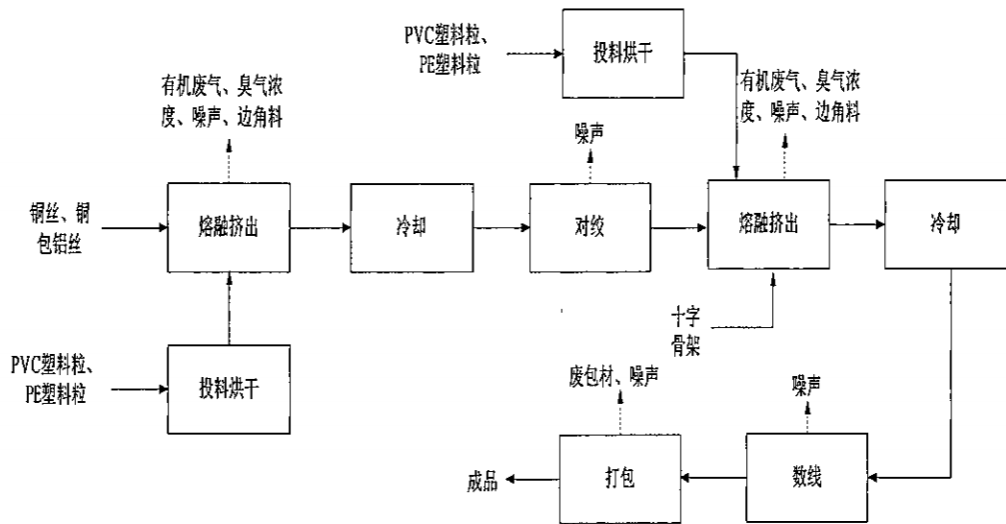 PVC塑料粒、
PE塑料粒
投料烘干
有机废气、臭气浓
度、噪声、边角料
噪声
有机废气、臭气浓
度、噪声、边角料
铜丝、铜
包铝丝
熔融挤出
冷却
对绞
熔融挤出
冷却
十字
骨架
PVC塑料粒、
PE塑料粒
投料烘干
废包材、噪声
噪声
成品
打包
数线